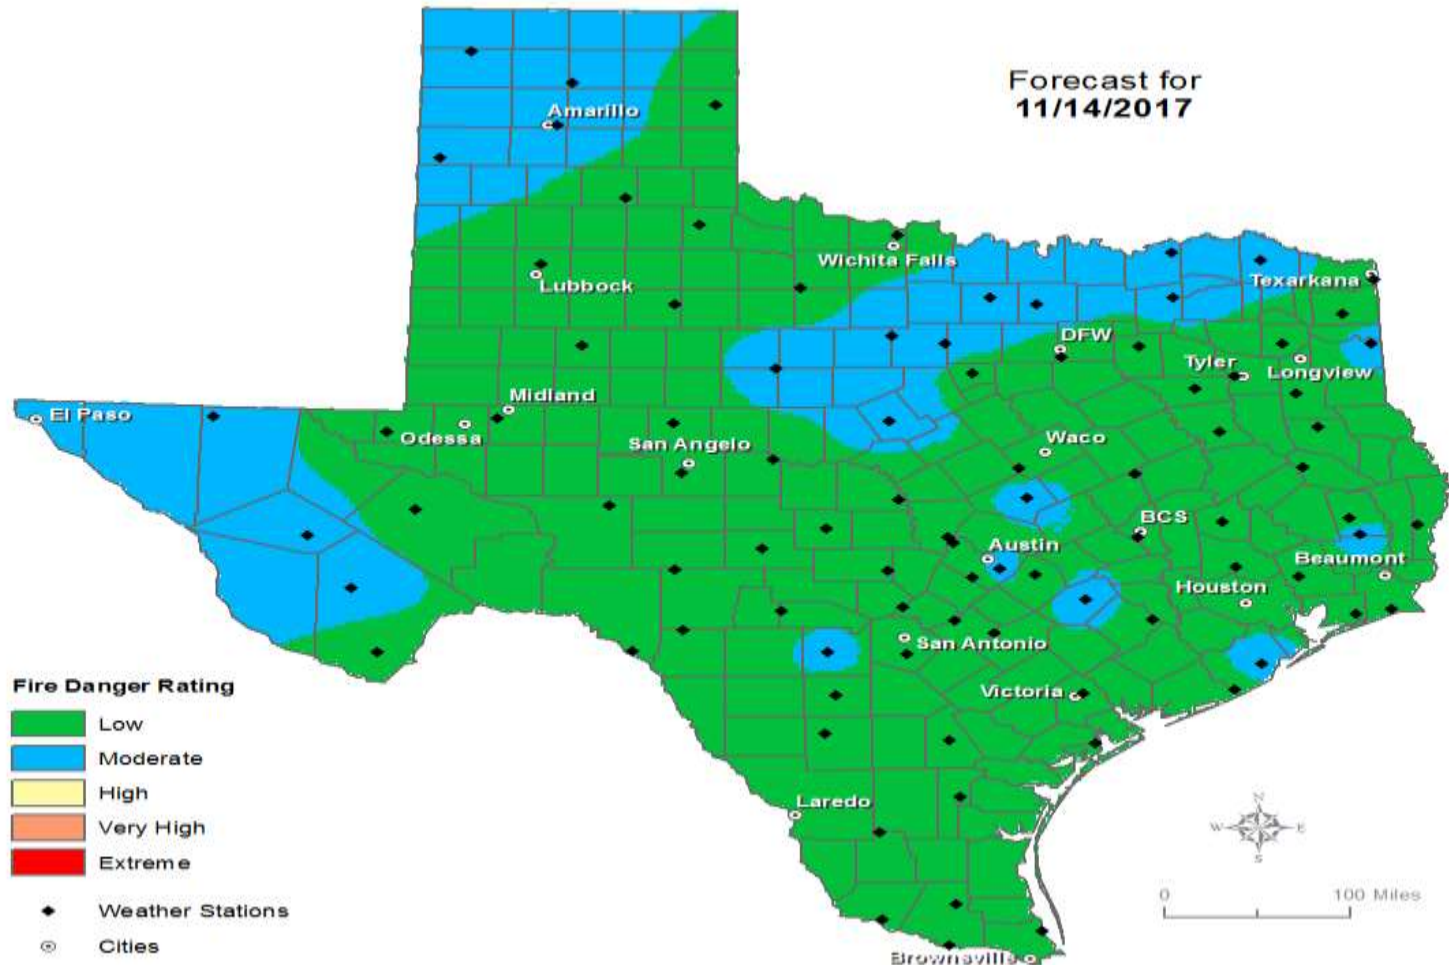 Forecast for
11/14/2017
Amarillo
Wichita Falls
Texarkana
Lubbock
DFW
Tyler
Longview
Midland
El Paso
Odessa
San Angelo
Waco
BCS
Austin
Beaumont
Houston
San Antonio
Victoria
Laredo
Brownsville
Fire Danger Rating
Low
Moderate
High
Very High
Extreme
Weather Stations
Cities
N
W E
S
0 100 Miles